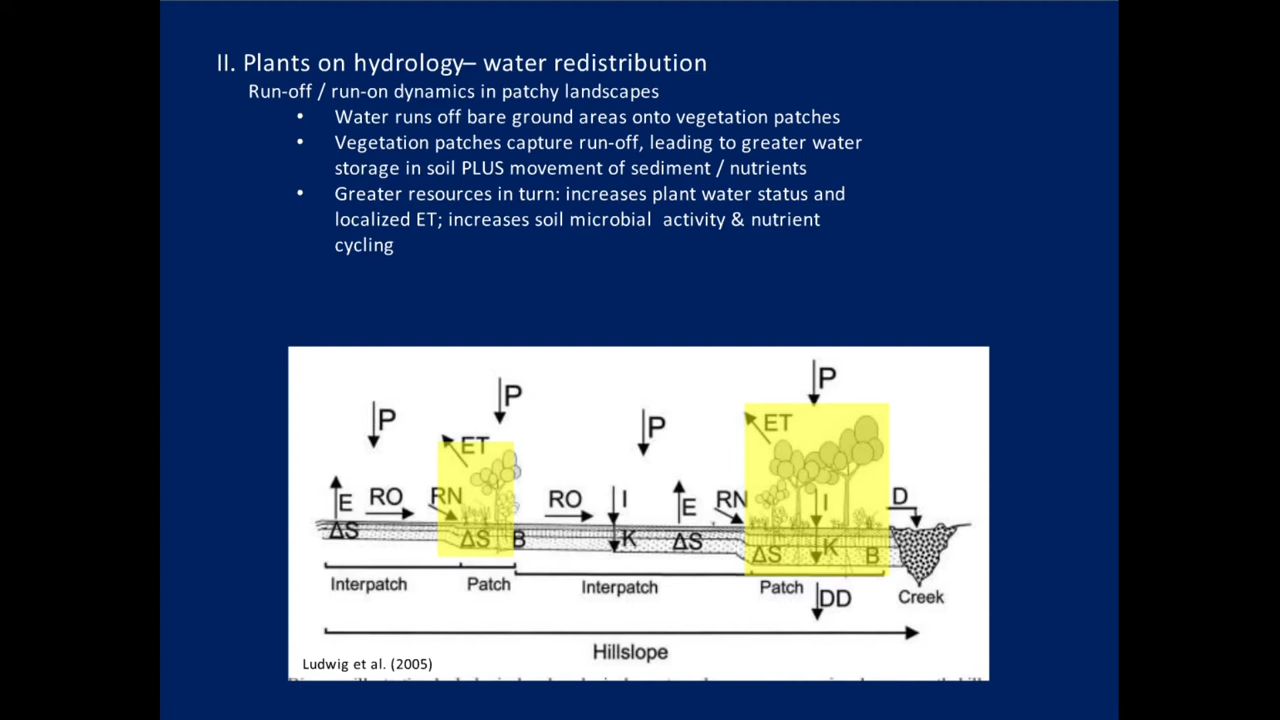 II. Plants on hydrology– water redistribution
Run-off / run-on dynamics in patchy landscapes
• Water runs off bare ground areas onto vegetation patches
• Vegetation patches capture run-off, leading to greater water
storage in soil PLUS movement of sediment / nutrients
• Greater resources in turn: increases plant water status and
localized ET; increases soil microbial activity & nutrient
cycling
P
P
P
P
ET
ET
E RO RN RO I E RN I D
ΔS ΔS B K ΔS ΔS K B
Interpatch Patch Interpatch Patch DD Creek
Hillslope
Ludwig et al. (2005)